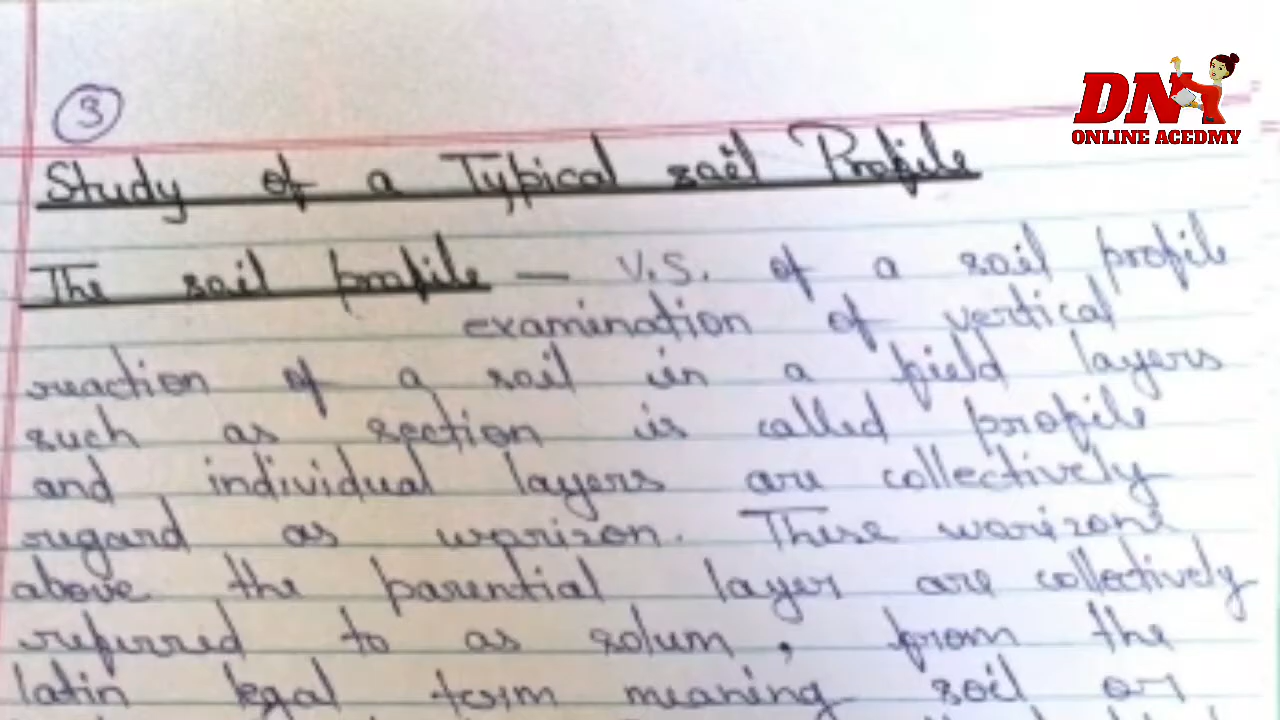 3
DN
ONLINE ACEDMY
Study of a Typical soil Profile
The soil profile — V.S. of a soil profile
examination of vertical
reaction of a soil in a field layers
such as section is called profile
and individual layers are collectively
regard as worizon. These worizons
above the parential layer are collectively
referred to as solum, from the
latin legal term meaning soil or